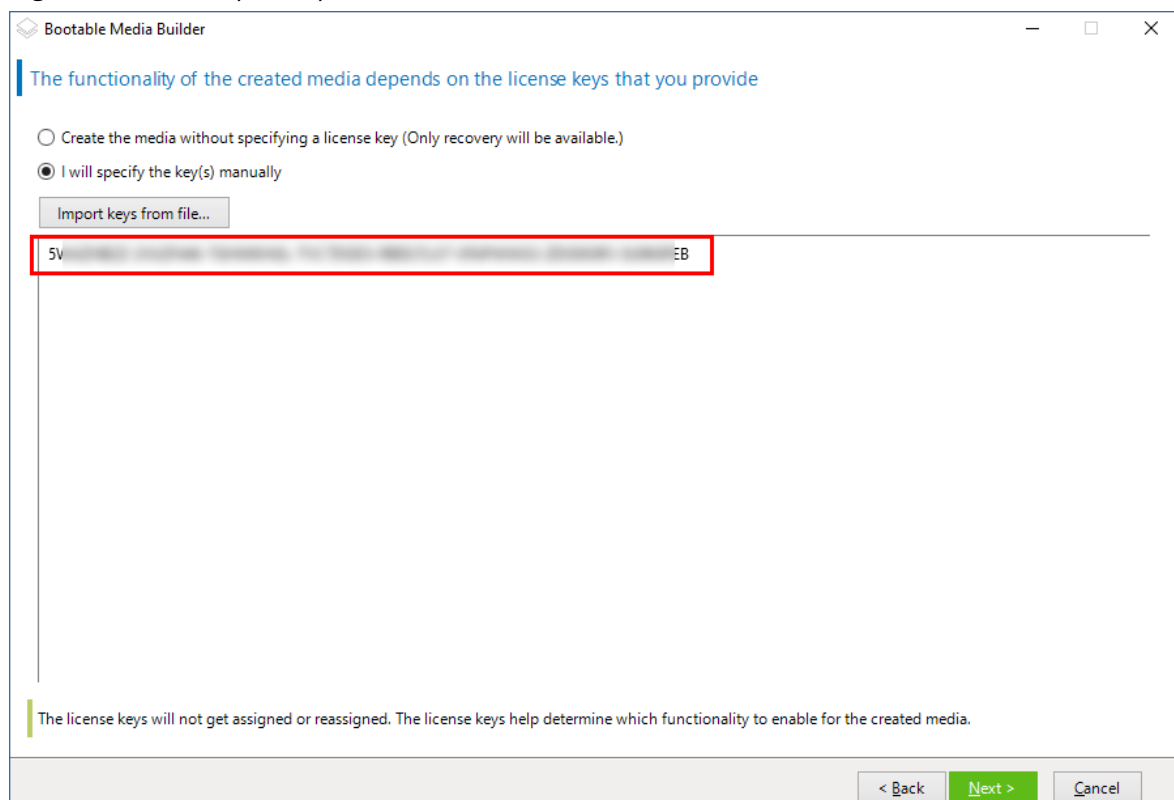 Bootable Media Builder
The functionality of the created media depends on the license keys that you provide
Create the media without specifying a license key (Only recovery will be available.)
I will specify the key(s) manually
Import keys from file...
5V EB
The license keys will not get assigned or reassigned. The license keys help determine which functionality to enable for the created media.
< Back Next > Cancel